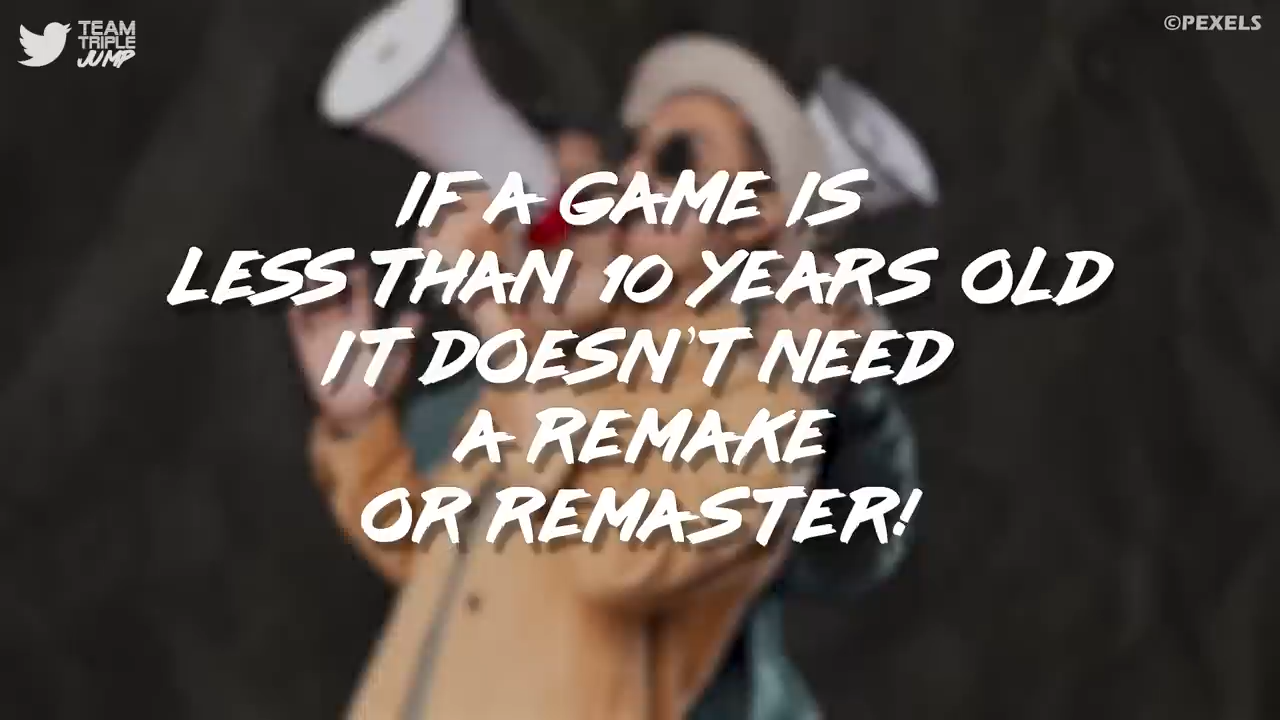 TEAM
TRIPLE
JUMP
©PEXELS
IF A GAME IS
LESS THAN 10 YEARS OLD
IT DOESN'T NEED
A REMAKE
OR REMASTER!